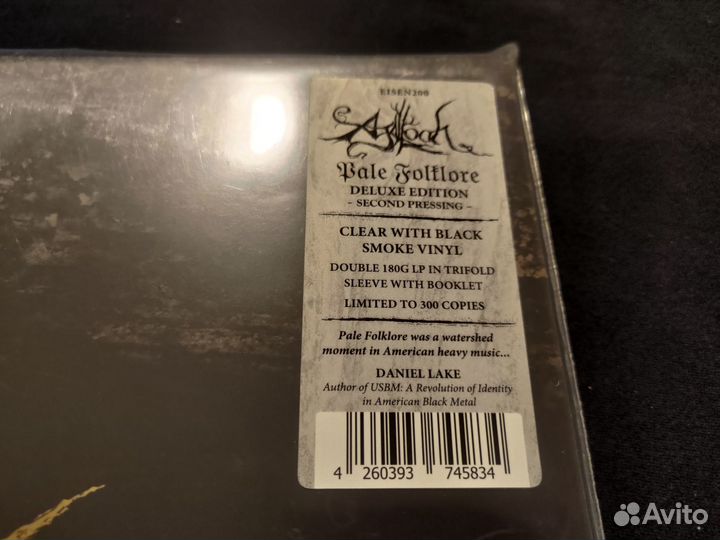 EISEN200
Agalloch
Pale Folklore
DELUXE EDITION
- SECOND PRESSING -
CLEAR WITH BLACK
SMOKE VINYL
DOUBLE 180G LP IN TRIFOLD
SLEEVE WITH BOOKLET
LIMITED TO 300 COPIES
Pale Folklore was a watershed
moment in American heavy music...
DANIEL LAKE
Author of USBM: A Revolution of Identity
in American Black Metal
4 260393 745834
Avito